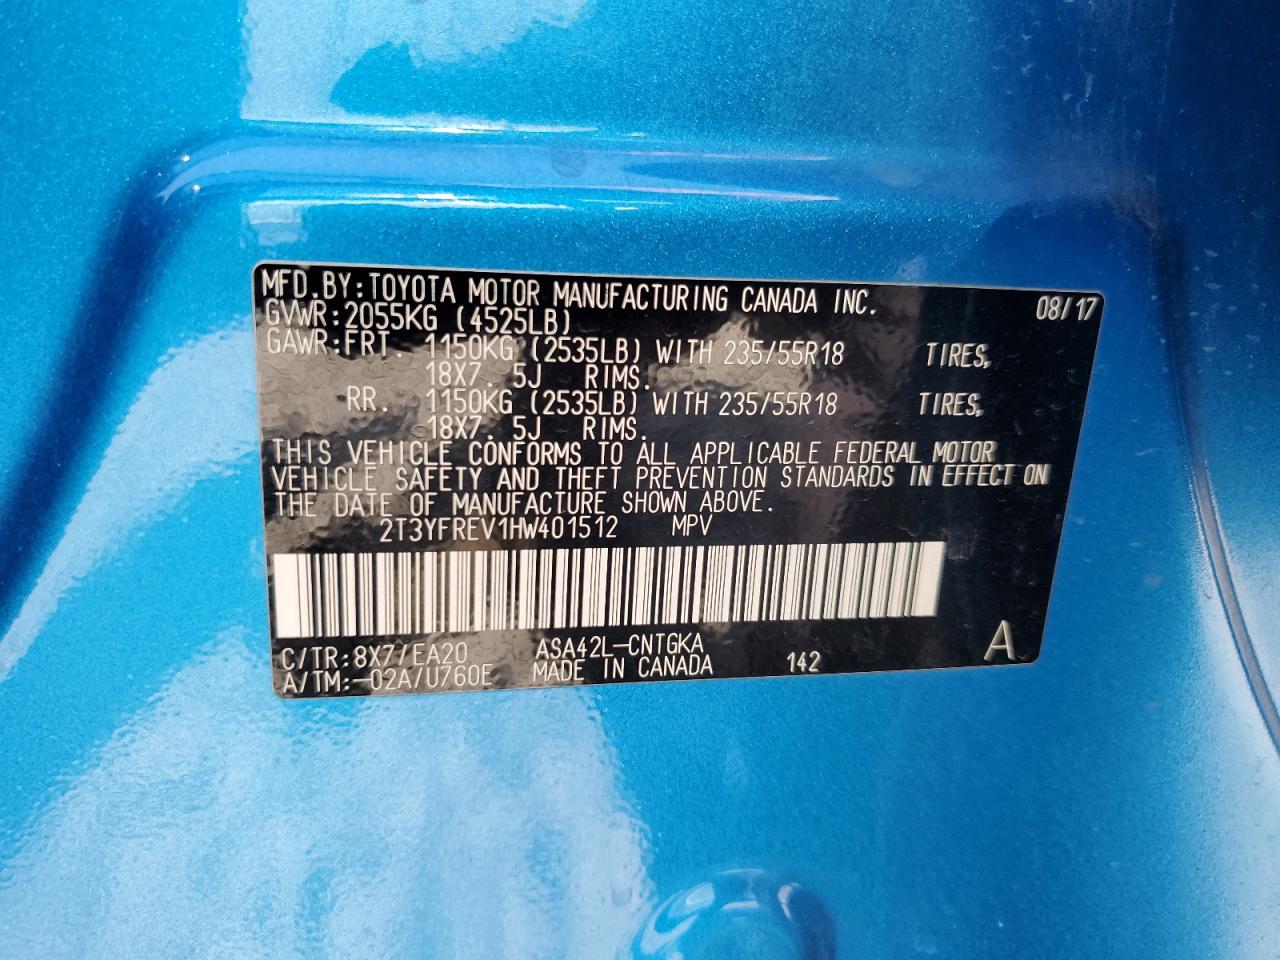 MFD. BY: TOYOTA MOTOR MANUFACTURING CANADA INC. 08/17
GVWR: 2055KG (4525LB)
GAWR: FRT. 1150KG (2535LB) WITH 235/55R18 TIRES,
18X7. 5J RIMS.
RR. 1150KG (2535LB) WITH 235/55R18 TIRES,
18X7. 5J RIMS.
THIS VEHICLE CONFORMS TO ALL APPLICABLE FEDERAL MOTOR
VEHICLE SAFETY AND THEFT PREVENTION STANDARDS IN EFFECT ON
THE DATE OF MANUFACTURE SHOWN ABOVE.
2T3YFREV1HW401512 MPV
C/TR: 8X7/EA20 ASA42L-CNTGKA
A/TM: -02A/U760E MADE IN CANADA 142 A